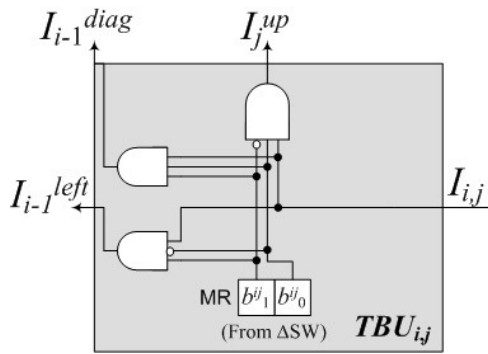 I_{i-1}^{diag} I_j^{up}
I_{i-1}^{left} I_{i,j}
MR b^{ij}_1 b^{ij}_0
(From ΔSW) TBU_{i,j}